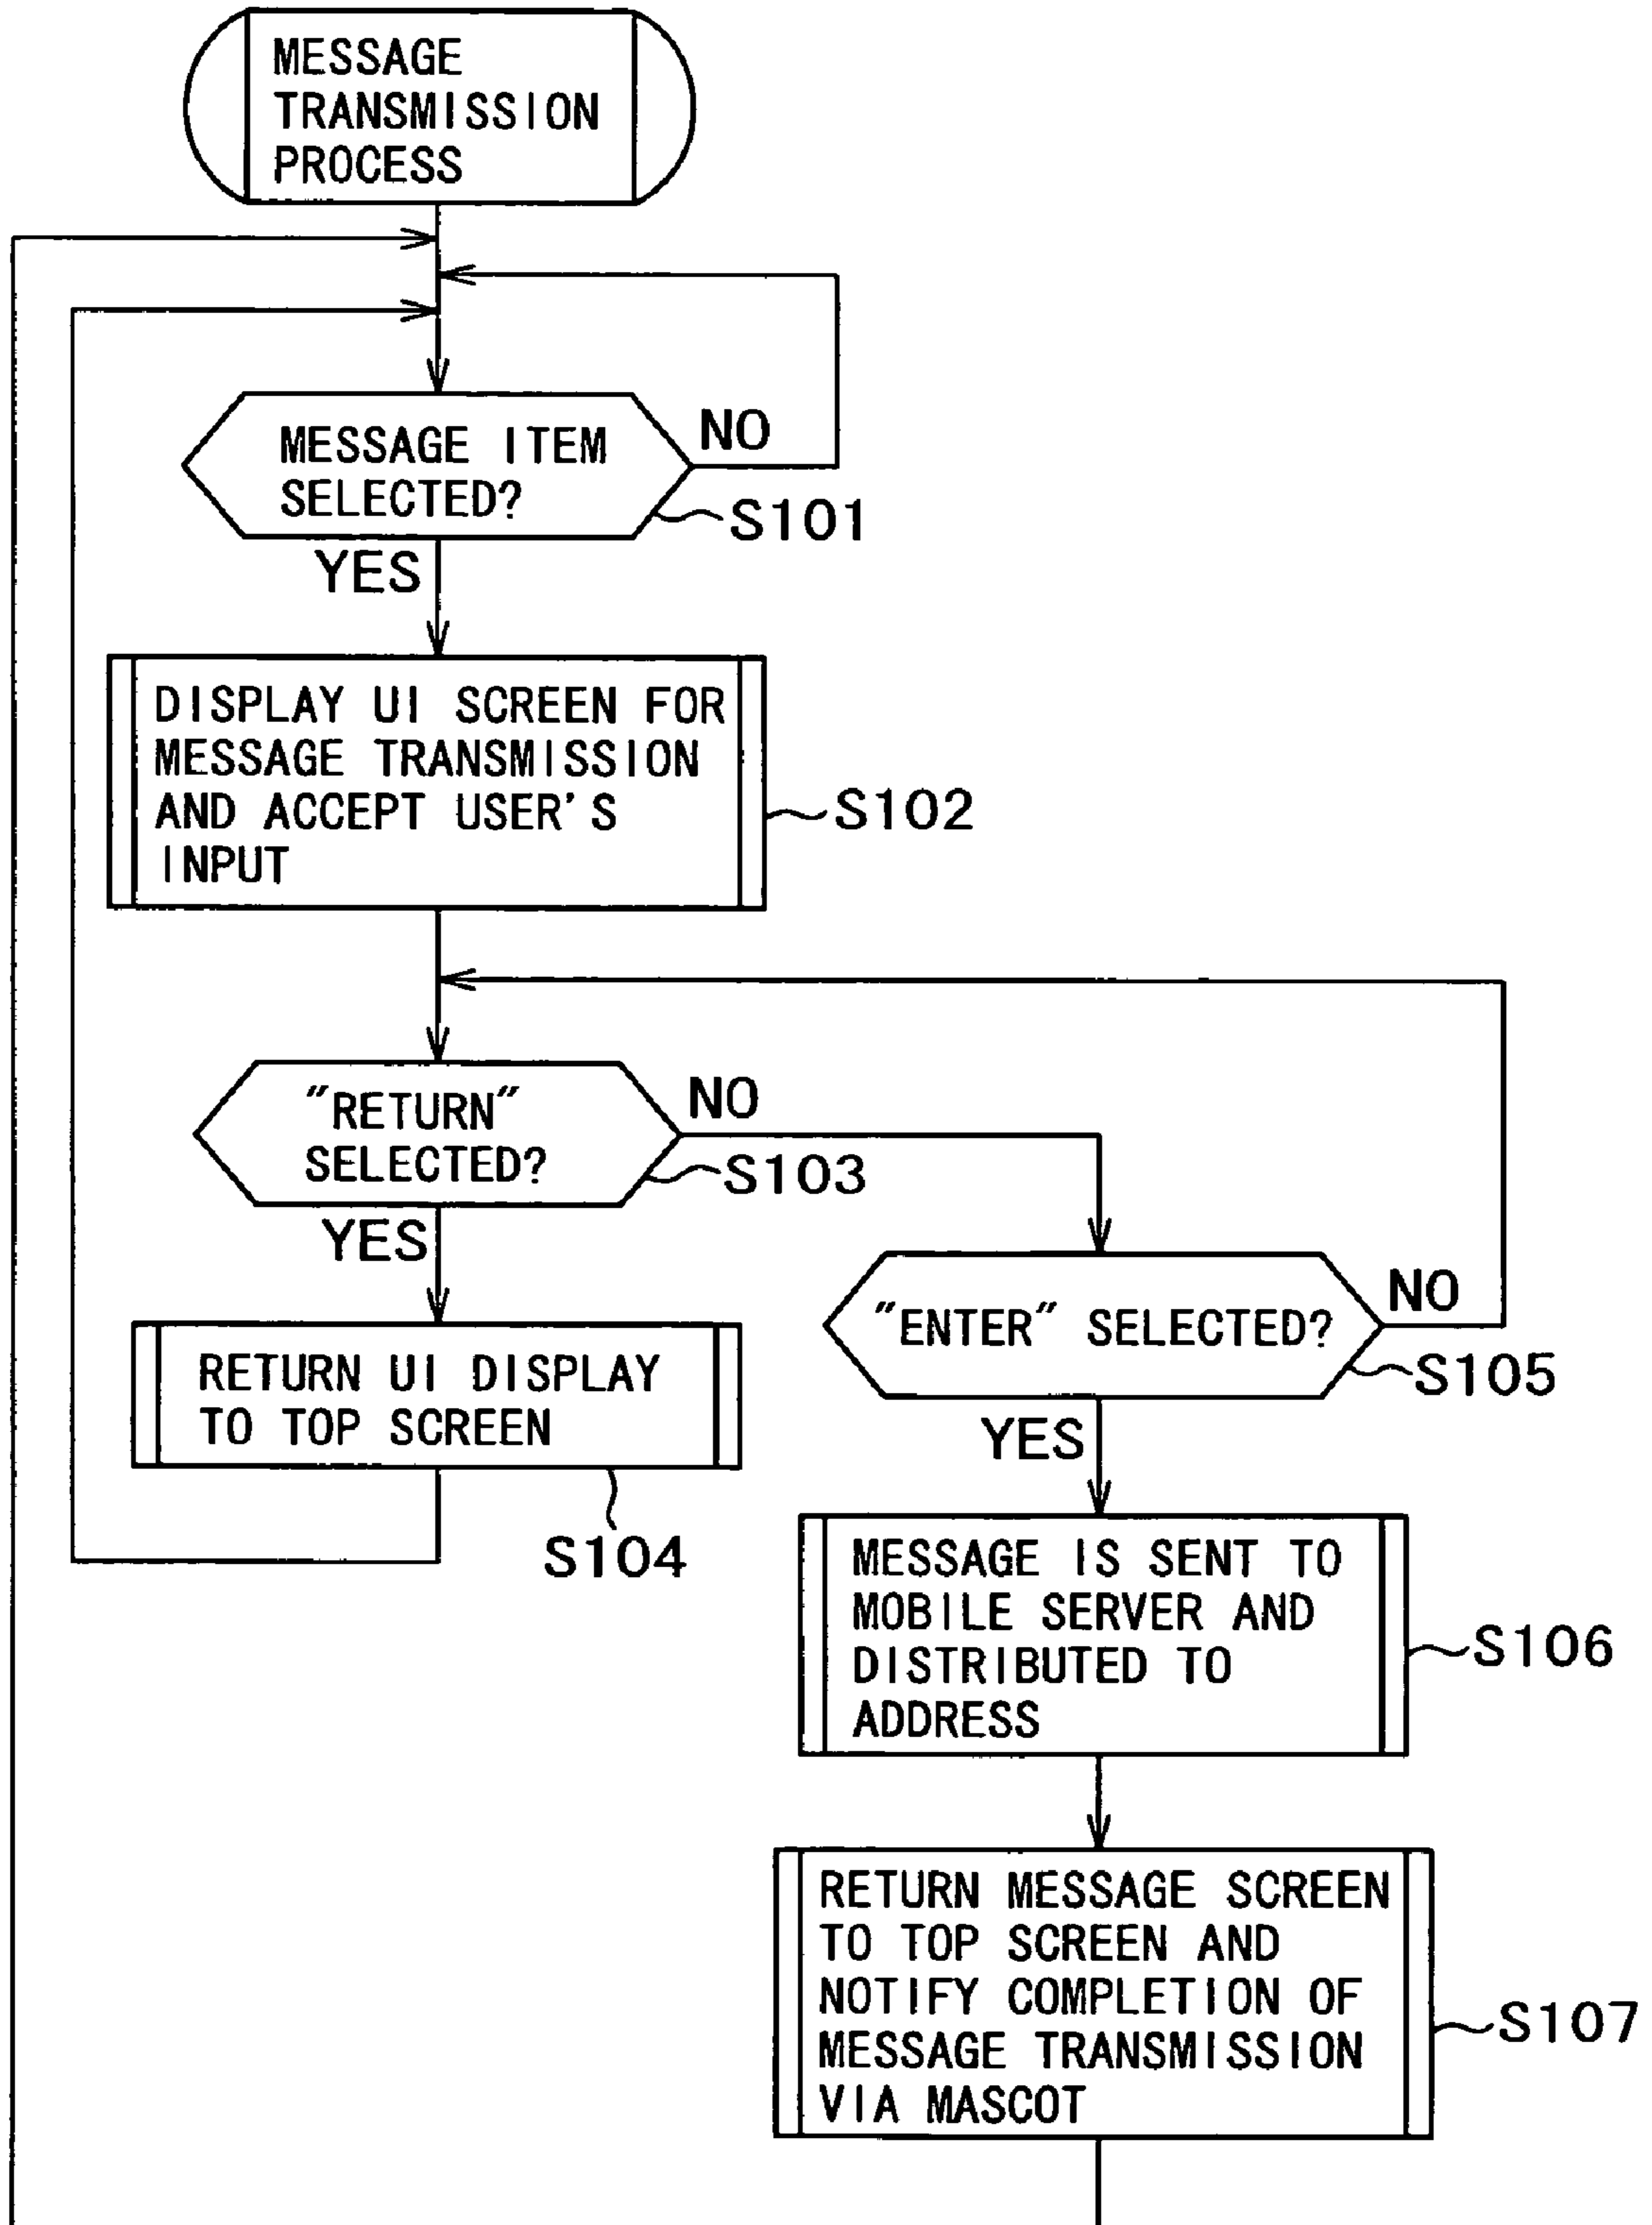 MESSAGE
TRANSMISSION
PROCESS
MESSAGE ITEM
SELECTED?
NO
S101
YES
DISPLAY UI SCREEN FOR
MESSAGE TRANSMISSION
AND ACCEPT USER'S
INPUT
S102
"RETURN"
SELECTED?
NO
S103
YES
RETURN UI DISPLAY
TO TOP SCREEN
S104
"ENTER" SELECTED?
NO
S105
YES
MESSAGE IS SENT TO
MOBILE SERVER AND
DISTRIBUTED TO
ADDRESS
S106
RETURN MESSAGE SCREEN
TO TOP SCREEN AND
NOTIFY COMPLETION OF
MESSAGE TRANSMISSION
VIA MASCOT
S107